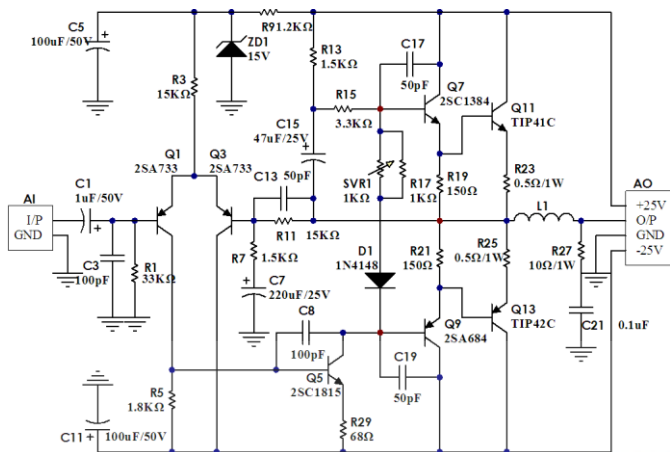 C5
100uF/50V
R91.2KΩ
ZD1
15V
R13
1.5KΩ
C17
50pF
R3
15KΩ
R15
3.3KΩ
Q7
2SC1384
Q11
TIP41C
C15
47uF/25V
Q1
2SA733
Q3
2SA733
C13
50pF
SVR1
1KΩ
R17
1KΩ
R19
150Ω
R23
0.5Ω/1W
AI
I/P
GND
C1
1uF/50V
AO
+25V
O/P
GND
-25V
L1
R11
15KΩ
R7
1.5KΩ
C3
100pF
R1
33KΩ
C7
220uF/25V
D1
1N4148
R21
150Ω
R25
0.5Ω/1W
R27
10Ω/1W
C8
100pF
Q9
2SA684
Q13
TIP42C
C21
0.1uF
Q5
2SC1815
C19
50pF
R5
1.8KΩ
R29
68Ω
C11
100uF/50V